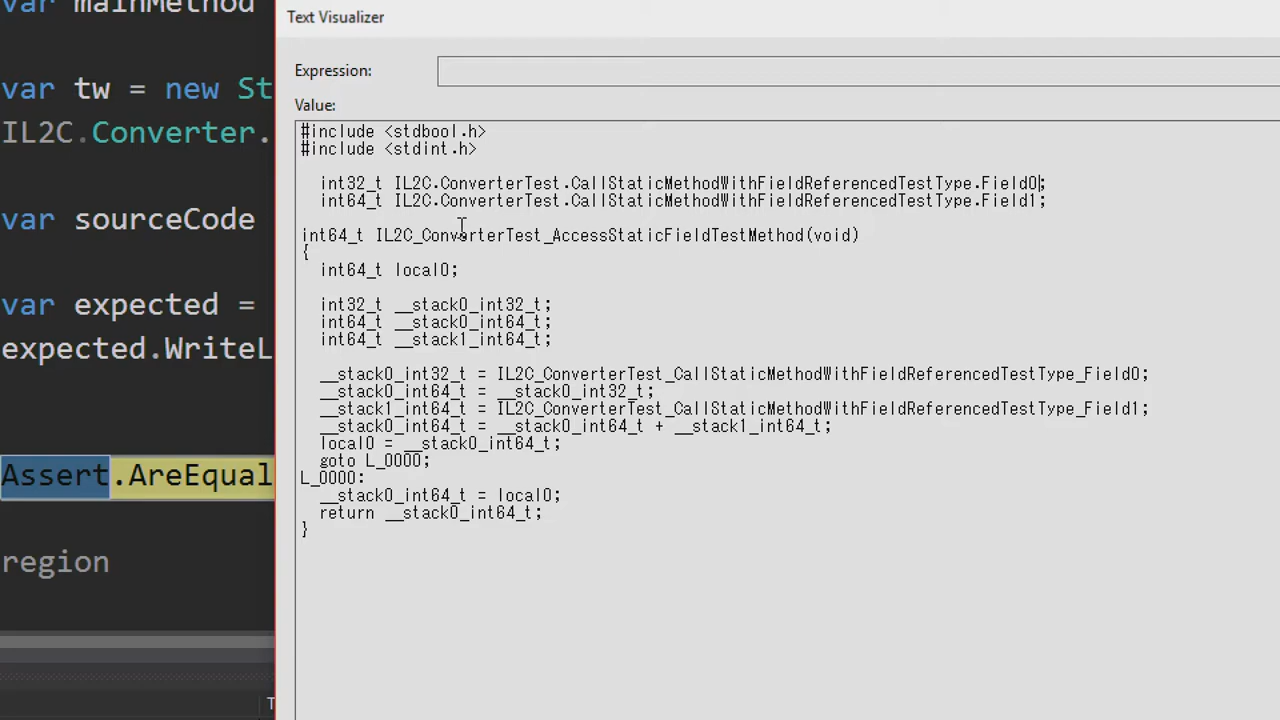 var mainMethod
var tw = new St
IL2C.Converter.
var sourceCode
var expected =
expected.WriteL
Assert.AreEqual
region
T
Text Visualizer
Expression:
Value:
#include <stdbool.h>
#include <stdint.h>
int32_t IL2C.ConverterTest.CallStaticMethodWithFieldReferencedTestType.Field0;
int64_t IL2C.ConverterTest.CallStaticMethodWithFieldReferencedTestType.Field1;
int64_t IL2C_ConverterTest_AccessStaticFieldTestMethod(void)
{
int64_t local0;
int32_t __stack0_int32_t;
int64_t __stack0_int64_t;
int64_t __stack1_int64_t;
__stack0_int32_t = IL2C_ConverterTest_CallStaticMethodWithFieldReferencedTestType_Field0;
__stack0_int64_t = __stack0_int32_t;
__stack1_int64_t = IL2C_ConverterTest_CallStaticMethodWithFieldReferencedTestType_Field1;
__stack0_int64_t = __stack0_int64_t + __stack1_int64_t;
local0 = __stack0_int64_t;
goto L_0000;
L_0000:
__stack0_int64_t = local0;
return __stack0_int64_t;
}